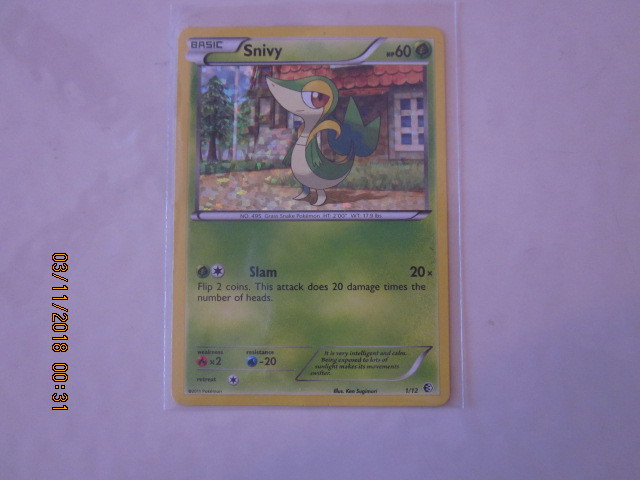 BASIC Snivy HP60
NO. 495 Grass Snake Pokémon HT: 2'00" WT: 17.9 lbs.
Slam 20×
Flip 2 coins. This attack does 20 damage times the
number of heads.
weakness resistance
×2 -20
retreat
It is very intelligent and calm.
Being exposed to lots of
sunlight makes its movements
swifter.
©2011 Pokémon Illus. Ken Sugimori 1/12
03/11/2018 00:31